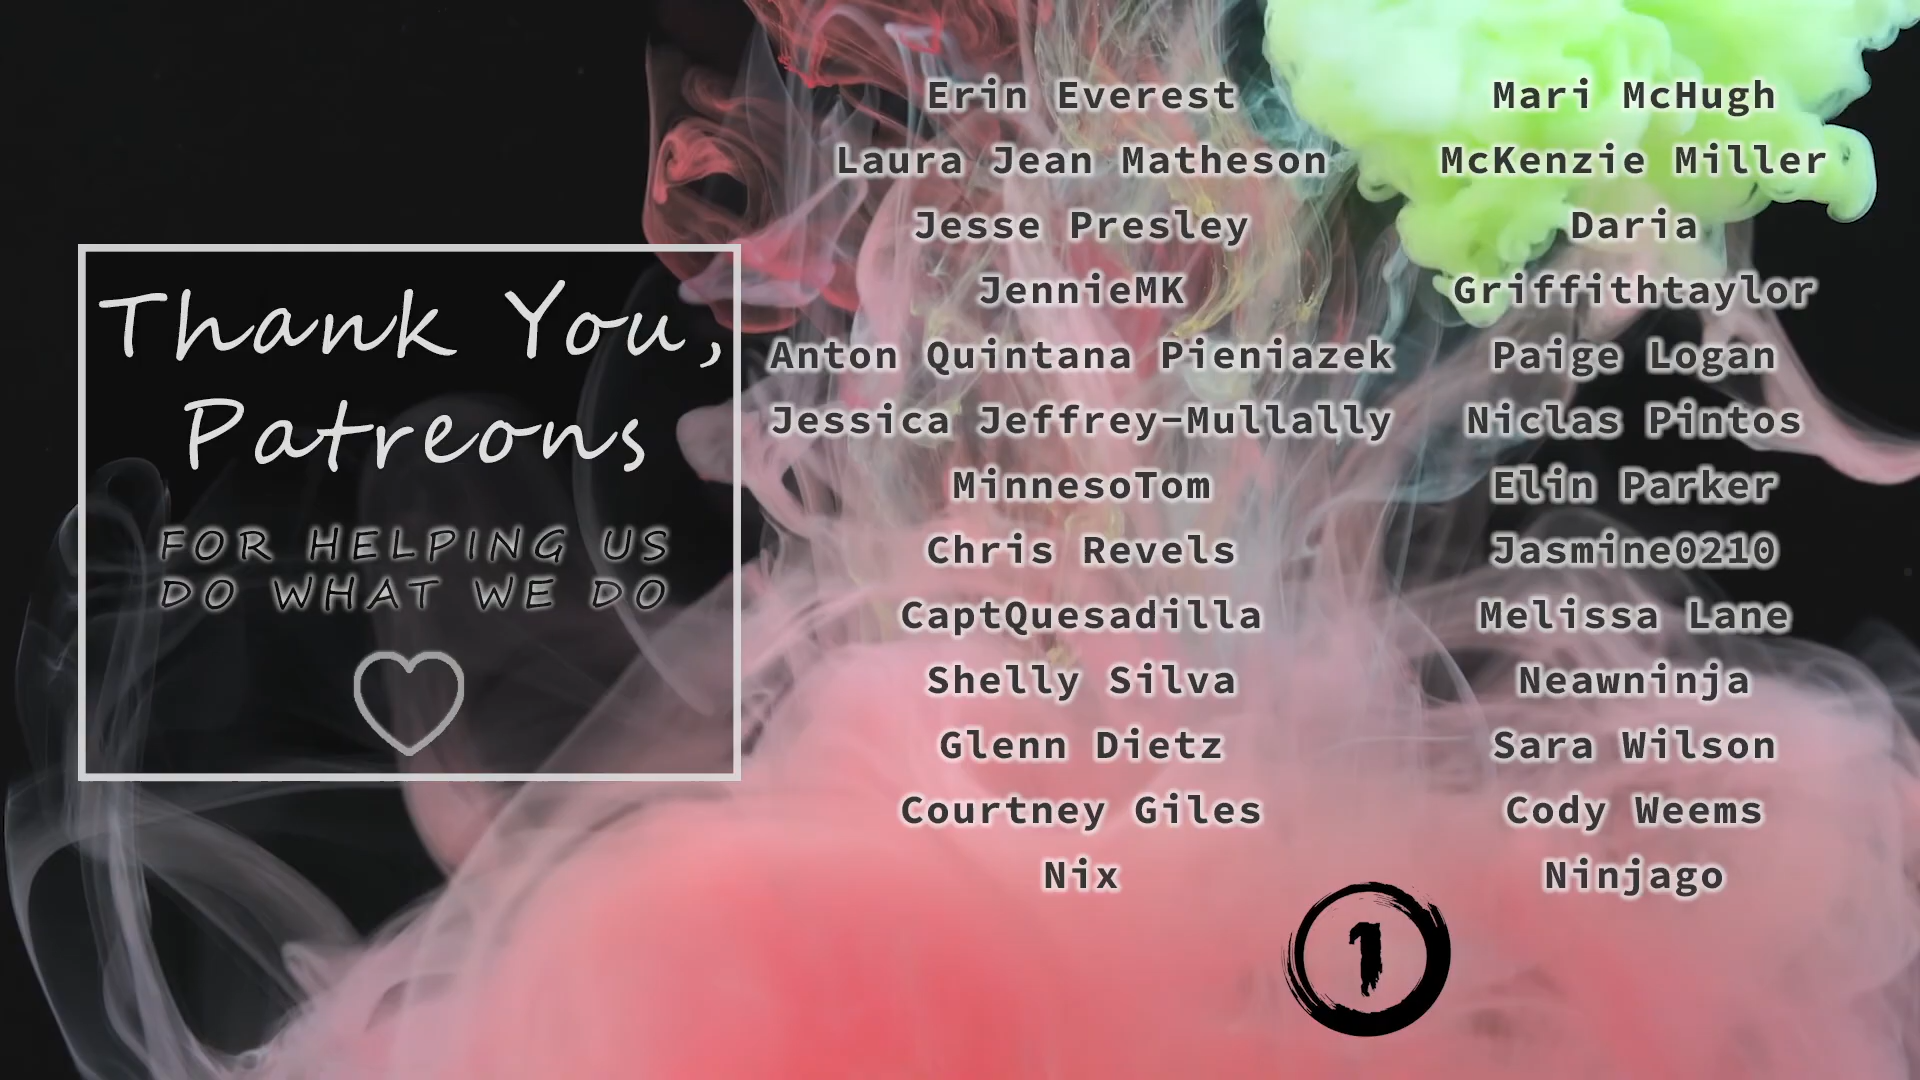 Thank You,
Patreons
FOR HELPING US
DO WHAT WE DO
Erin Everest
Laura Jean Matheson
Jesse Presley
JennieMK
Anton Quintana Pieniazek
Jessica Jeffrey-Mullally
MinnesoTom
Chris Revels
CaptQuesadilla
Shelly Silva
Glenn Dietz
Courtney Giles
Nix
Mari McHugh
McKenzie Miller
Daria
Griffithtaylor
Paige Logan
Niclas Pintos
Elin Parker
Jasmine0210
Melissa Lane
Neawninja
Sara Wilson
Cody Weems
Ninjago
1